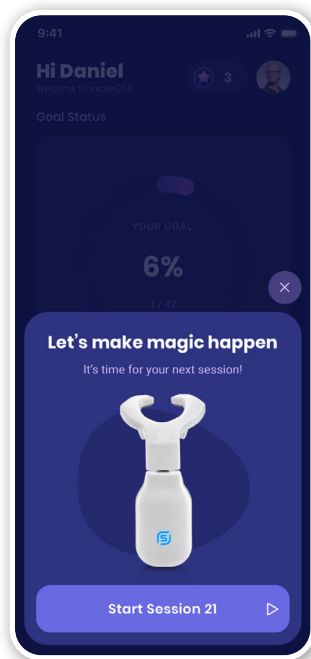 9:41
Hi Daniel
3
Welcome to exciteOSA
Goal Status
YOUR GOAL
6%
1 / 42
Let's make magic happen
It's time for your next session!
Start Session 21